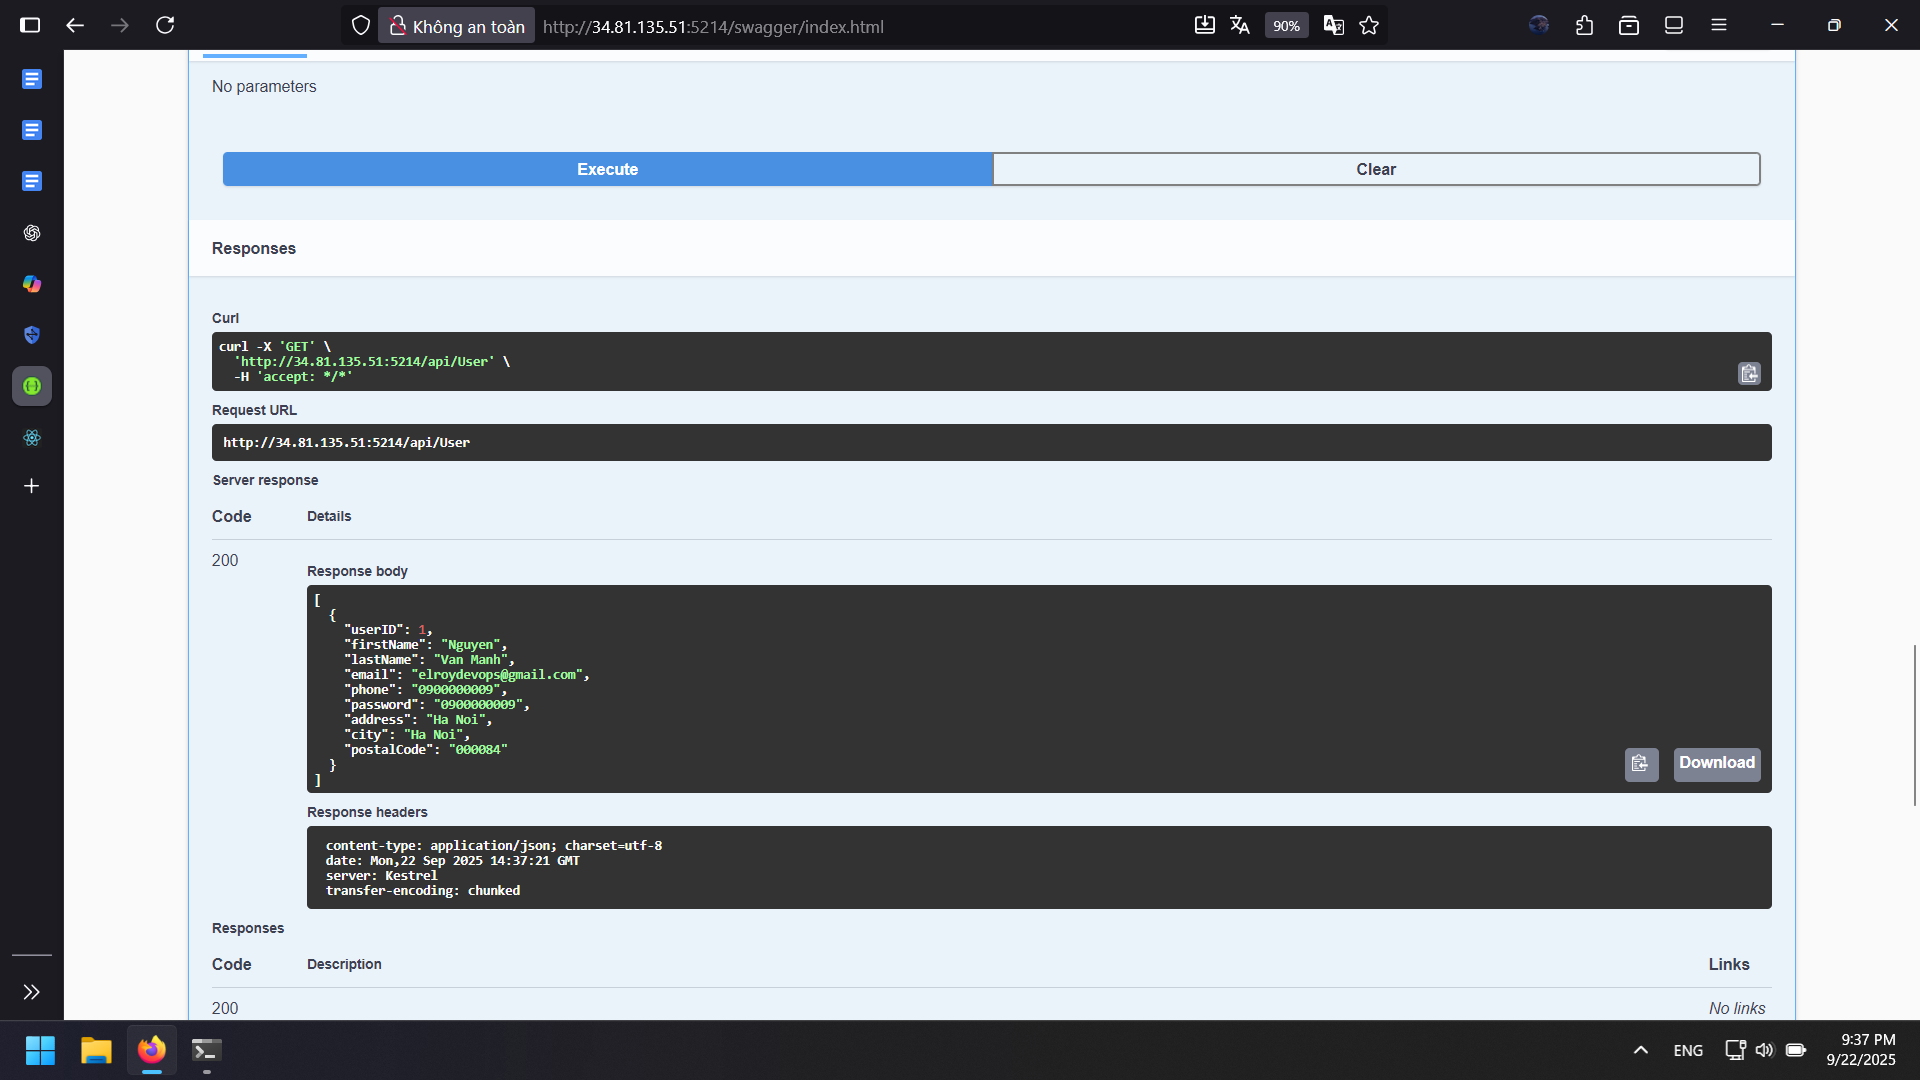 Không an toàn
http://34.81.135.51:5214/swagger/index.html
90%
No parameters
Execute
Clear
Responses
Curl
curl -X 'GET' \
'http://34.81.135.51:5214/api/User' \
-H 'accept: */*'
Request URL
http://34.81.135.51:5214/api/User
Server response
Code Details
200
Response body
[
{
"userID": 1,
"firstName": "Nguyen",
"lastName": "Van Manh",
"email": "elroydevops@gmail.com",
"phone": "0900000009",
"password": "0900000009",
"address": "Ha Noi",
"city": "Ha Noi",
"postalCode": "000084"
}
]
Download
Response headers
content-type: application/json; charset=utf-8
date: Mon,22 Sep 2025 14:37:21 GMT
server: Kestrel
transfer-encoding: chunked
Responses
Code Description Links
200 No links
ENG
9:37 PM
9/22/2025